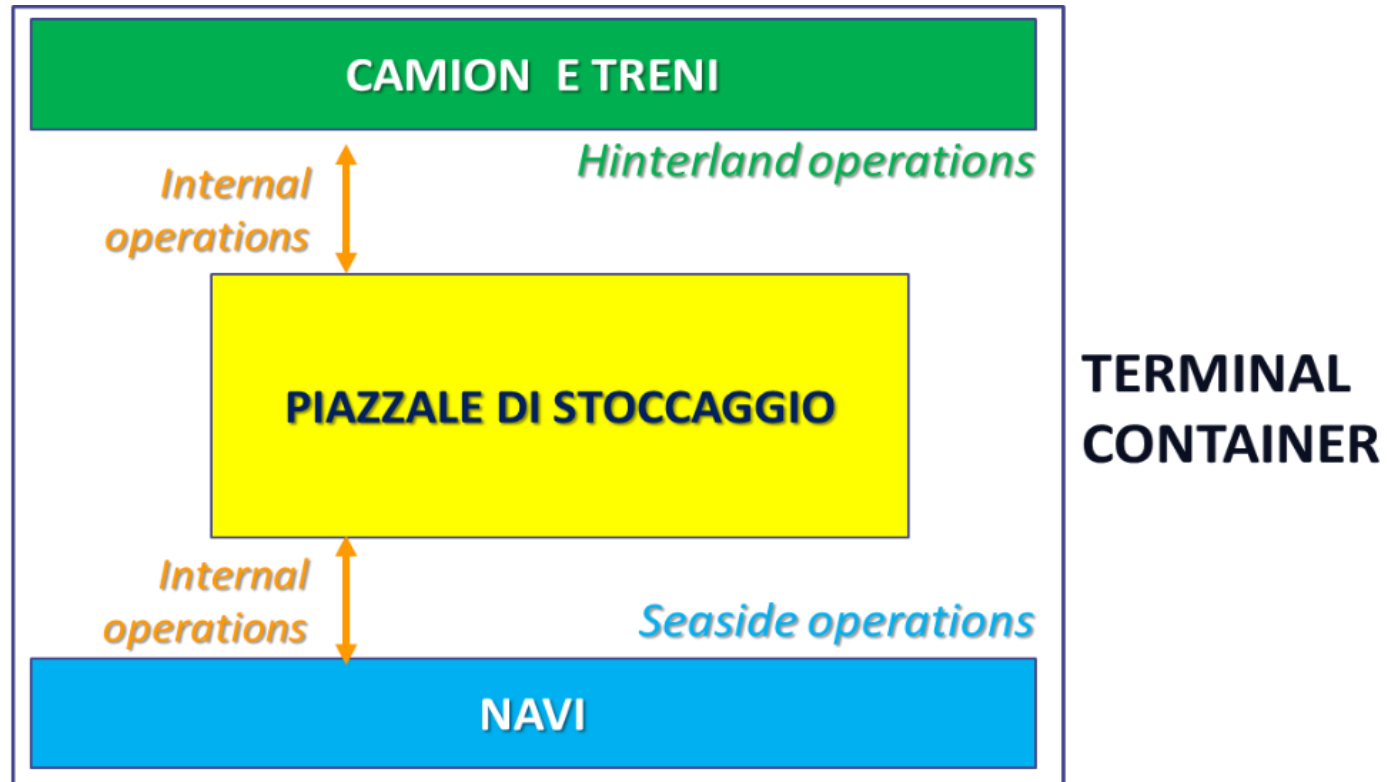 CAMION E TRENI
Hinterland operations
Internal
operations
PIAZZALE DI STOCCAGGIO
TERMINAL
CONTAINER
Internal
operations
Seaside operations
NAVI